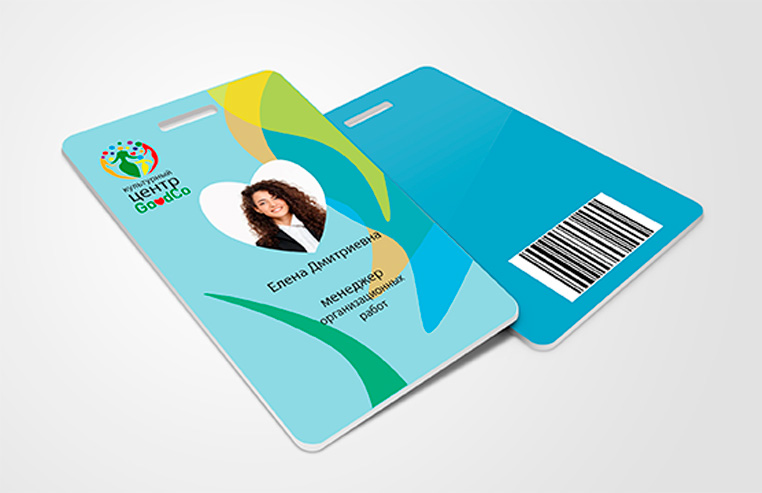 культурный
центр
GoodCo
Елена Дмитриевна
менеджер
организационных
работ